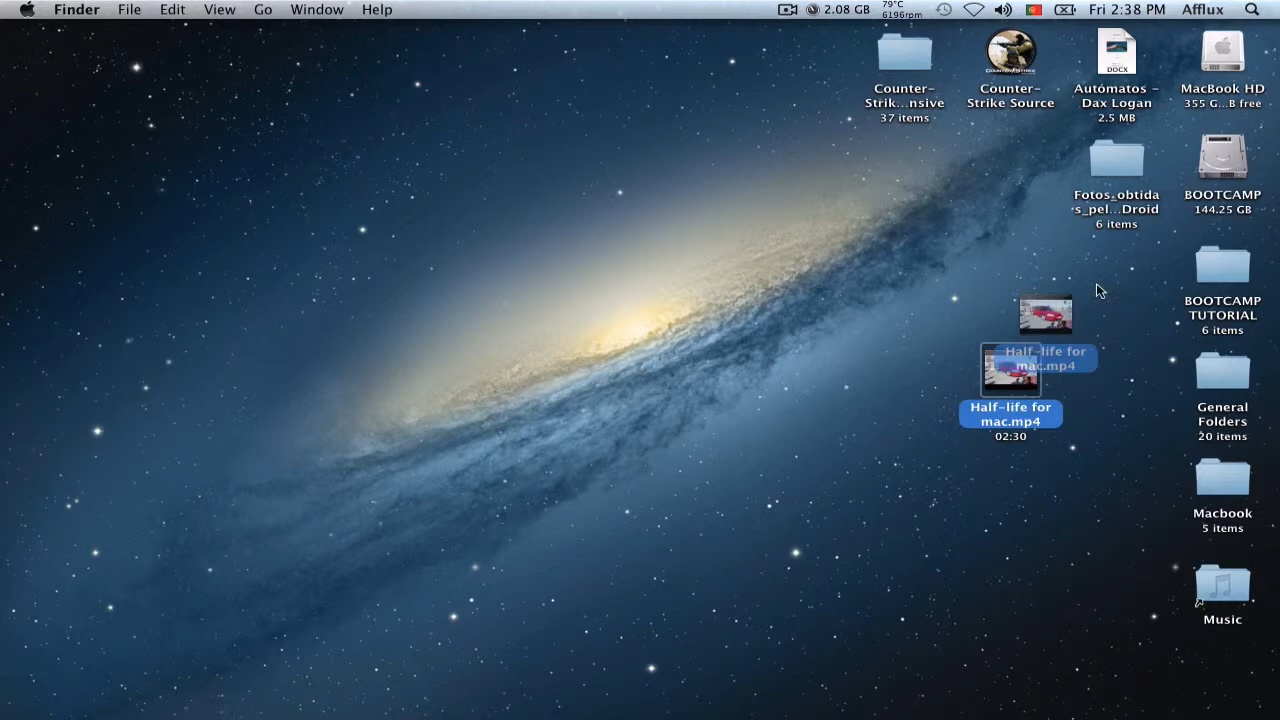 Finder File Edit View Go Window Help
2.08 GB
79°C
6196rpm
Fri 2:38 PM Afflux
Counter-
Strik...nsive
37 items
Counter-
Strike Source
DOCX
Autómatos -
Dax Logan
2.5 MB
MacBook HD
355 G...B free
Fotos_obtida
s_pel...Droid
6 items
BOOTCAMP
144.25 GB
BOOTCAMP
TUTORIAL
6 items
Half-life for
mac.mp4
Half-life for
mac.mp4
02:30
General
Folders
20 items
Macbook
5 items
Music